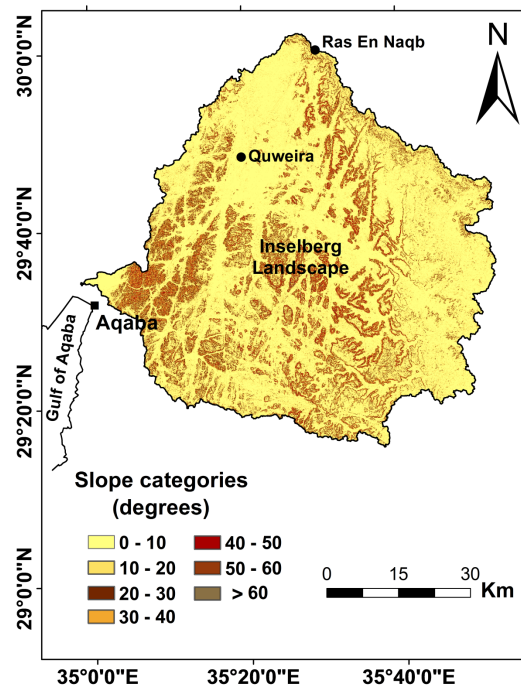 Ras En Naqb
N
30°0'0"N
Quweira
29°40'0"N
Inselberg
Landscape
Aqaba
Gulf of Aqaba
29°20'0"N
Slope categories
(degrees)
0 - 10
40 - 50
10 - 20
50 - 60
20 - 30
> 60
30 - 40
0 15 30
Km
29°0'0"N
35°0'0"E 35°20'0"E 35°40'0"E